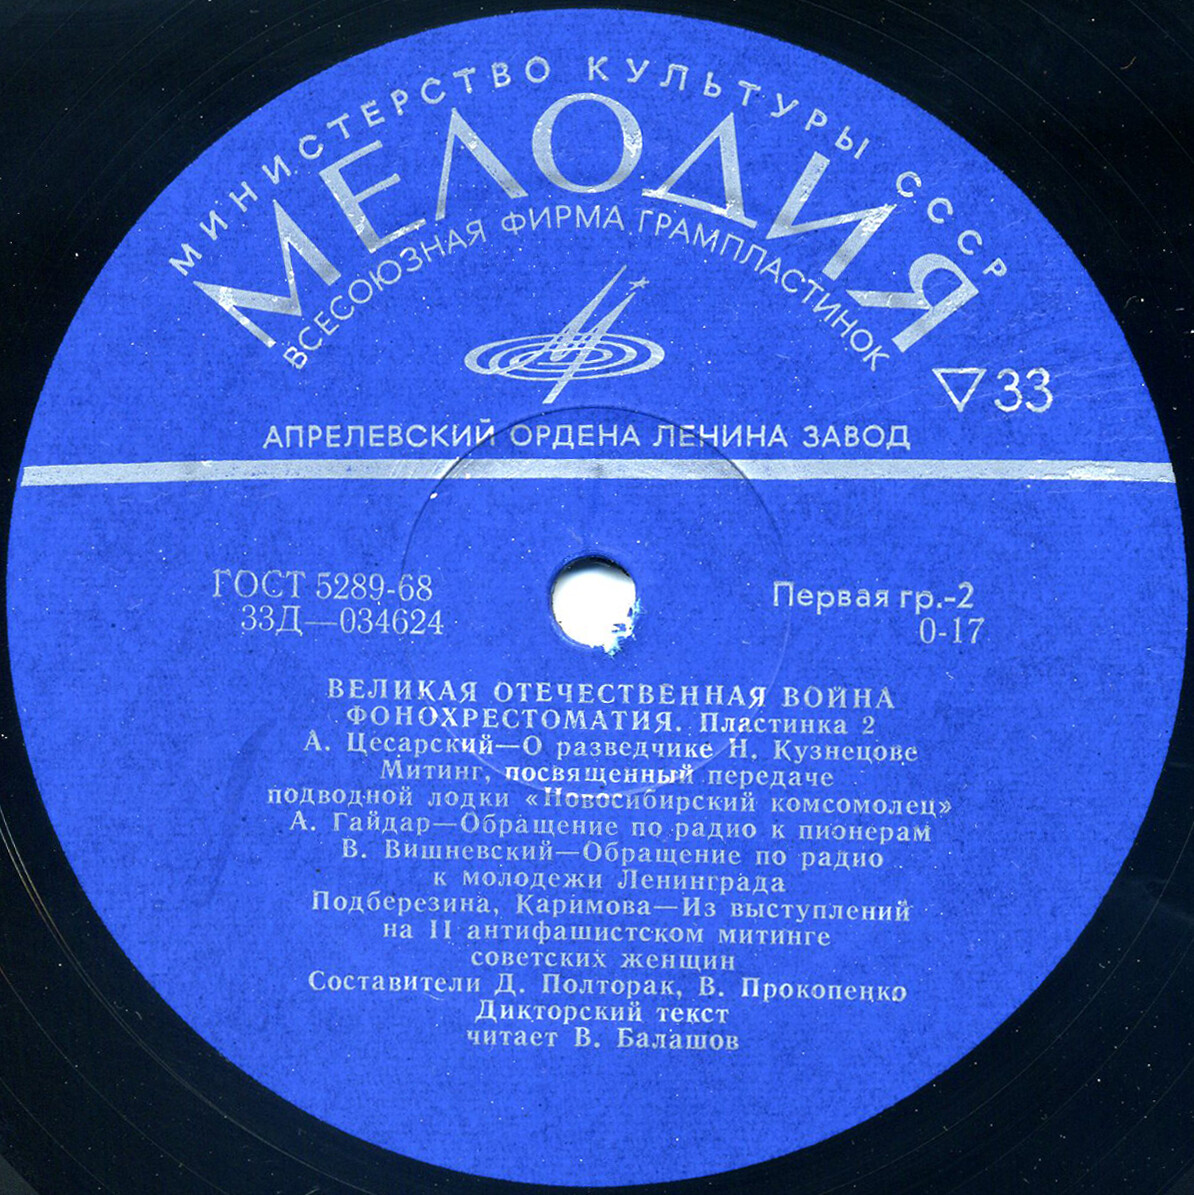 МИНИСТЕРСТВО КУЛЬТУРЫ СССР
МЕЛОДИЯ
ВСЕСОЮЗНАЯ ФИРМА ГРАМПЛАСТИНОК
33
АПРЕЛЕВСКИЙ ОРДЕНА ЛЕНИНА ЗАВОД
ГОСТ 5289-68
33Д—034624
Первая гр.-2
0-17
ВЕЛИКАЯ ОТЕЧЕСТВЕННАЯ ВОЙНА
ФОНОХРЕСТОМАТИЯ. Пластинка 2
А. Цесарский—О разведчике Н. Кузнецове
Митинг, посвященный передаче
подводной лодки «Новосибирский комсомолец»
А. Гайдар—Обращение по радио к пионерам
В. Вишневский—Обращение по радио
к молодежи Ленинграда
Подберезина, Каримова—Из выступлений
на II антифашистском митинге
советских женщин
Составители Д. Полторак, В. Прокопенко
Дикторский текст
читает В. Балашов